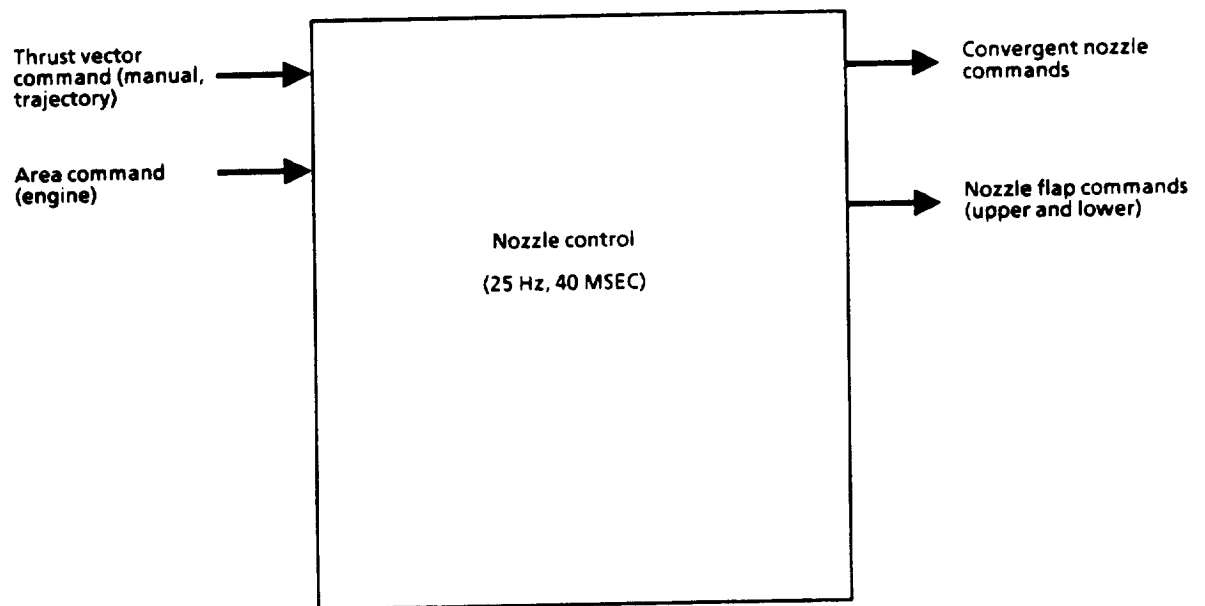 Thrust vector
command (manual,
trajectory)
Area command
(engine)
Nozzle control
(25 Hz, 40 MSEC)
Convergent nozzle
commands
Nozzle flap commands
(upper and lower)